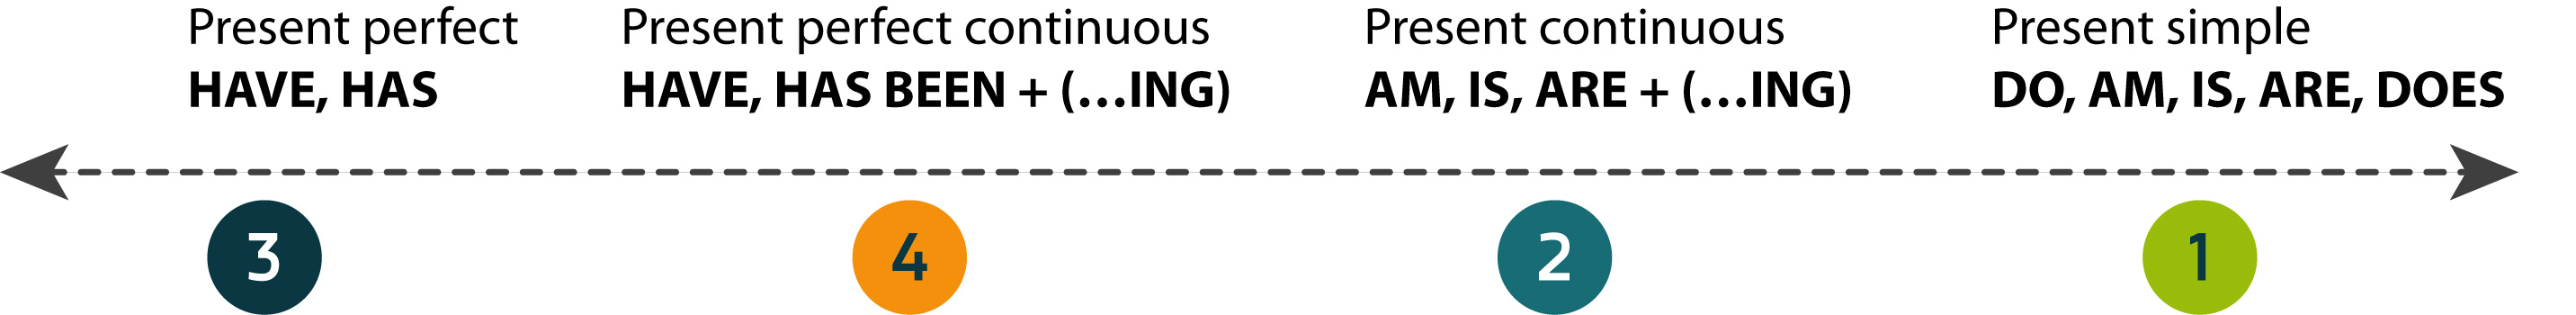 Present perfect
HAVE, HAS
Present perfect continuous
HAVE, HAS BEEN + (...ING)
Present continuous
AM, IS, ARE + (...ING)
Present simple
DO, AM, IS, ARE, DOES
3
4
2
1